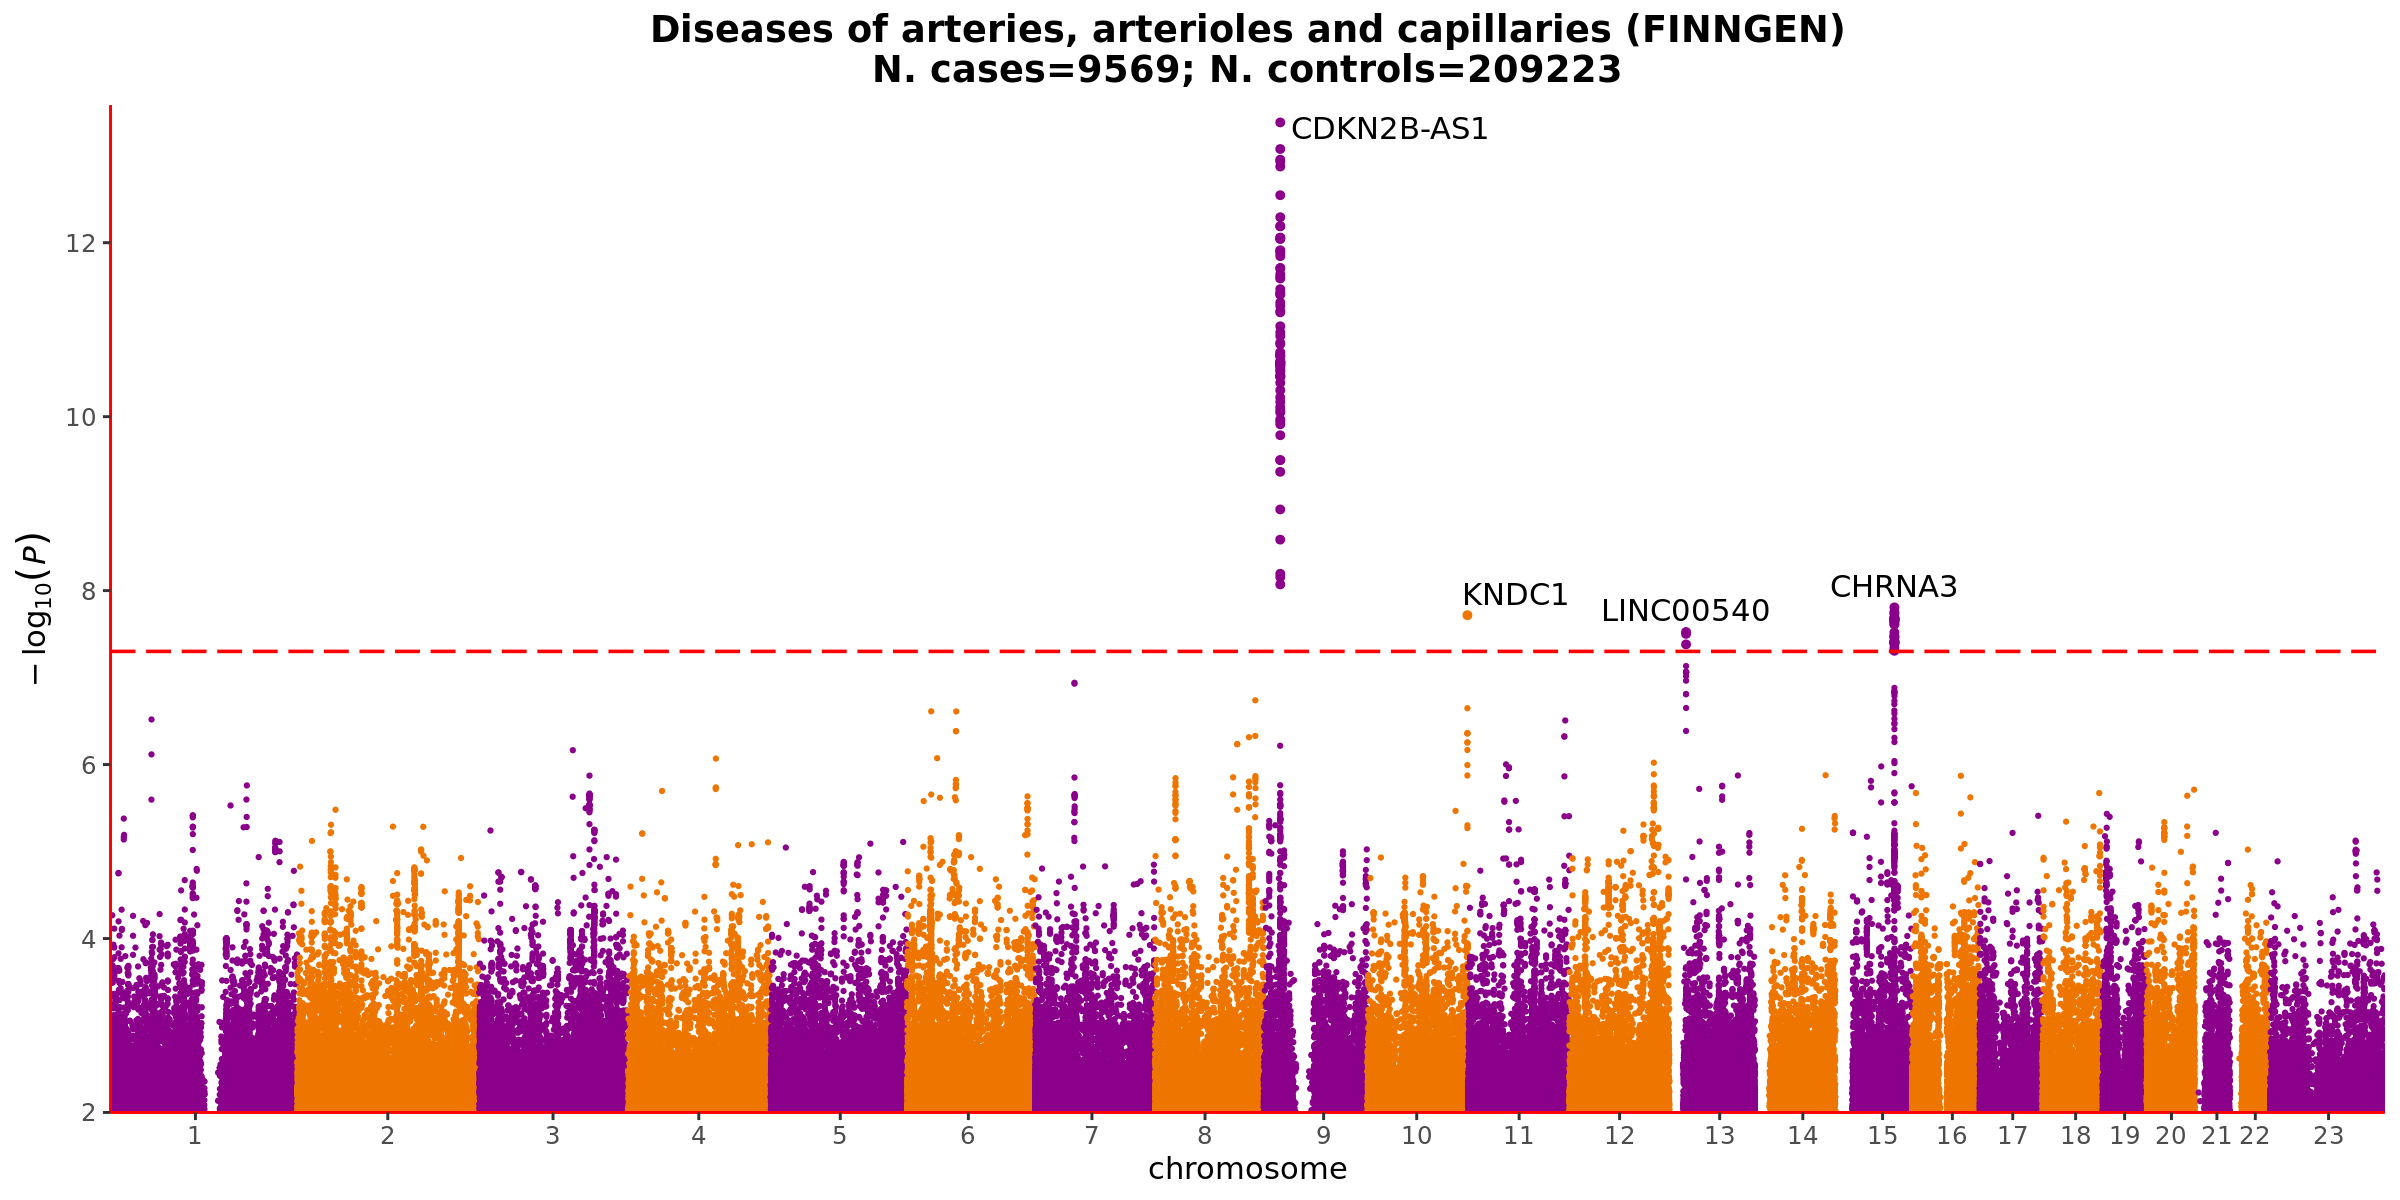 Diseases of arteries, arterioles and capillaries (FINNGEN)
N. cases=9569; N. controls=209223
CDKN2B-AS1
12
10
8
KNDC1
LINC00540
CHRNA3
6
4
2
− log₁₀(P)
1 2 3 4 5 6 7 8 9 10 11 12 13 14 15 16 17 18 19 20 21 22 23
chromosome